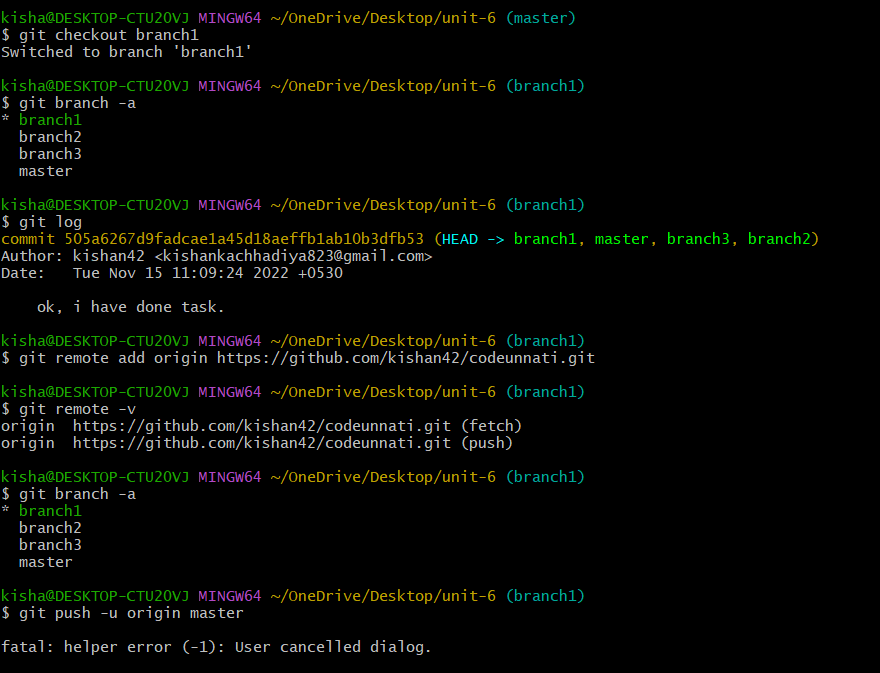 kisha@DESKTOP-CTU2OVJ MINGW64 ~/OneDrive/Desktop/unit-6 (master)
$ git checkout branch1
Switched to branch 'branch1'
kisha@DESKTOP-CTU2OVJ MINGW64 ~/OneDrive/Desktop/unit-6 (branch1)
$ git branch -a
* branch1
  branch2
  branch3
  master
kisha@DESKTOP-CTU2OVJ MINGW64 ~/OneDrive/Desktop/unit-6 (branch1)
$ git log
commit 505a6267d9fadcae1a45d18aeffb1ab10b3dfb53 (HEAD -> branch1, master, branch3, branch2)
Author: kishan42 <kishankachhadiya823@gmail.com>
Date:   Tue Nov 15 11:09:24 2022 +0530
    ok, i have done task.
kisha@DESKTOP-CTU2OVJ MINGW64 ~/OneDrive/Desktop/unit-6 (branch1)
$ git remote add origin https://github.com/kishan42/codeunnati.git
kisha@DESKTOP-CTU2OVJ MINGW64 ~/OneDrive/Desktop/unit-6 (branch1)
$ git remote -v
origin  https://github.com/kishan42/codeunnati.git (fetch)
origin  https://github.com/kishan42/codeunnati.git (push)
kisha@DESKTOP-CTU2OVJ MINGW64 ~/OneDrive/Desktop/unit-6 (branch1)
$ git branch -a
* branch1
  branch2
  branch3
  master
kisha@DESKTOP-CTU2OVJ MINGW64 ~/OneDrive/Desktop/unit-6 (branch1)
$ git push -u origin master
fatal: helper error (-1): User cancelled dialog.